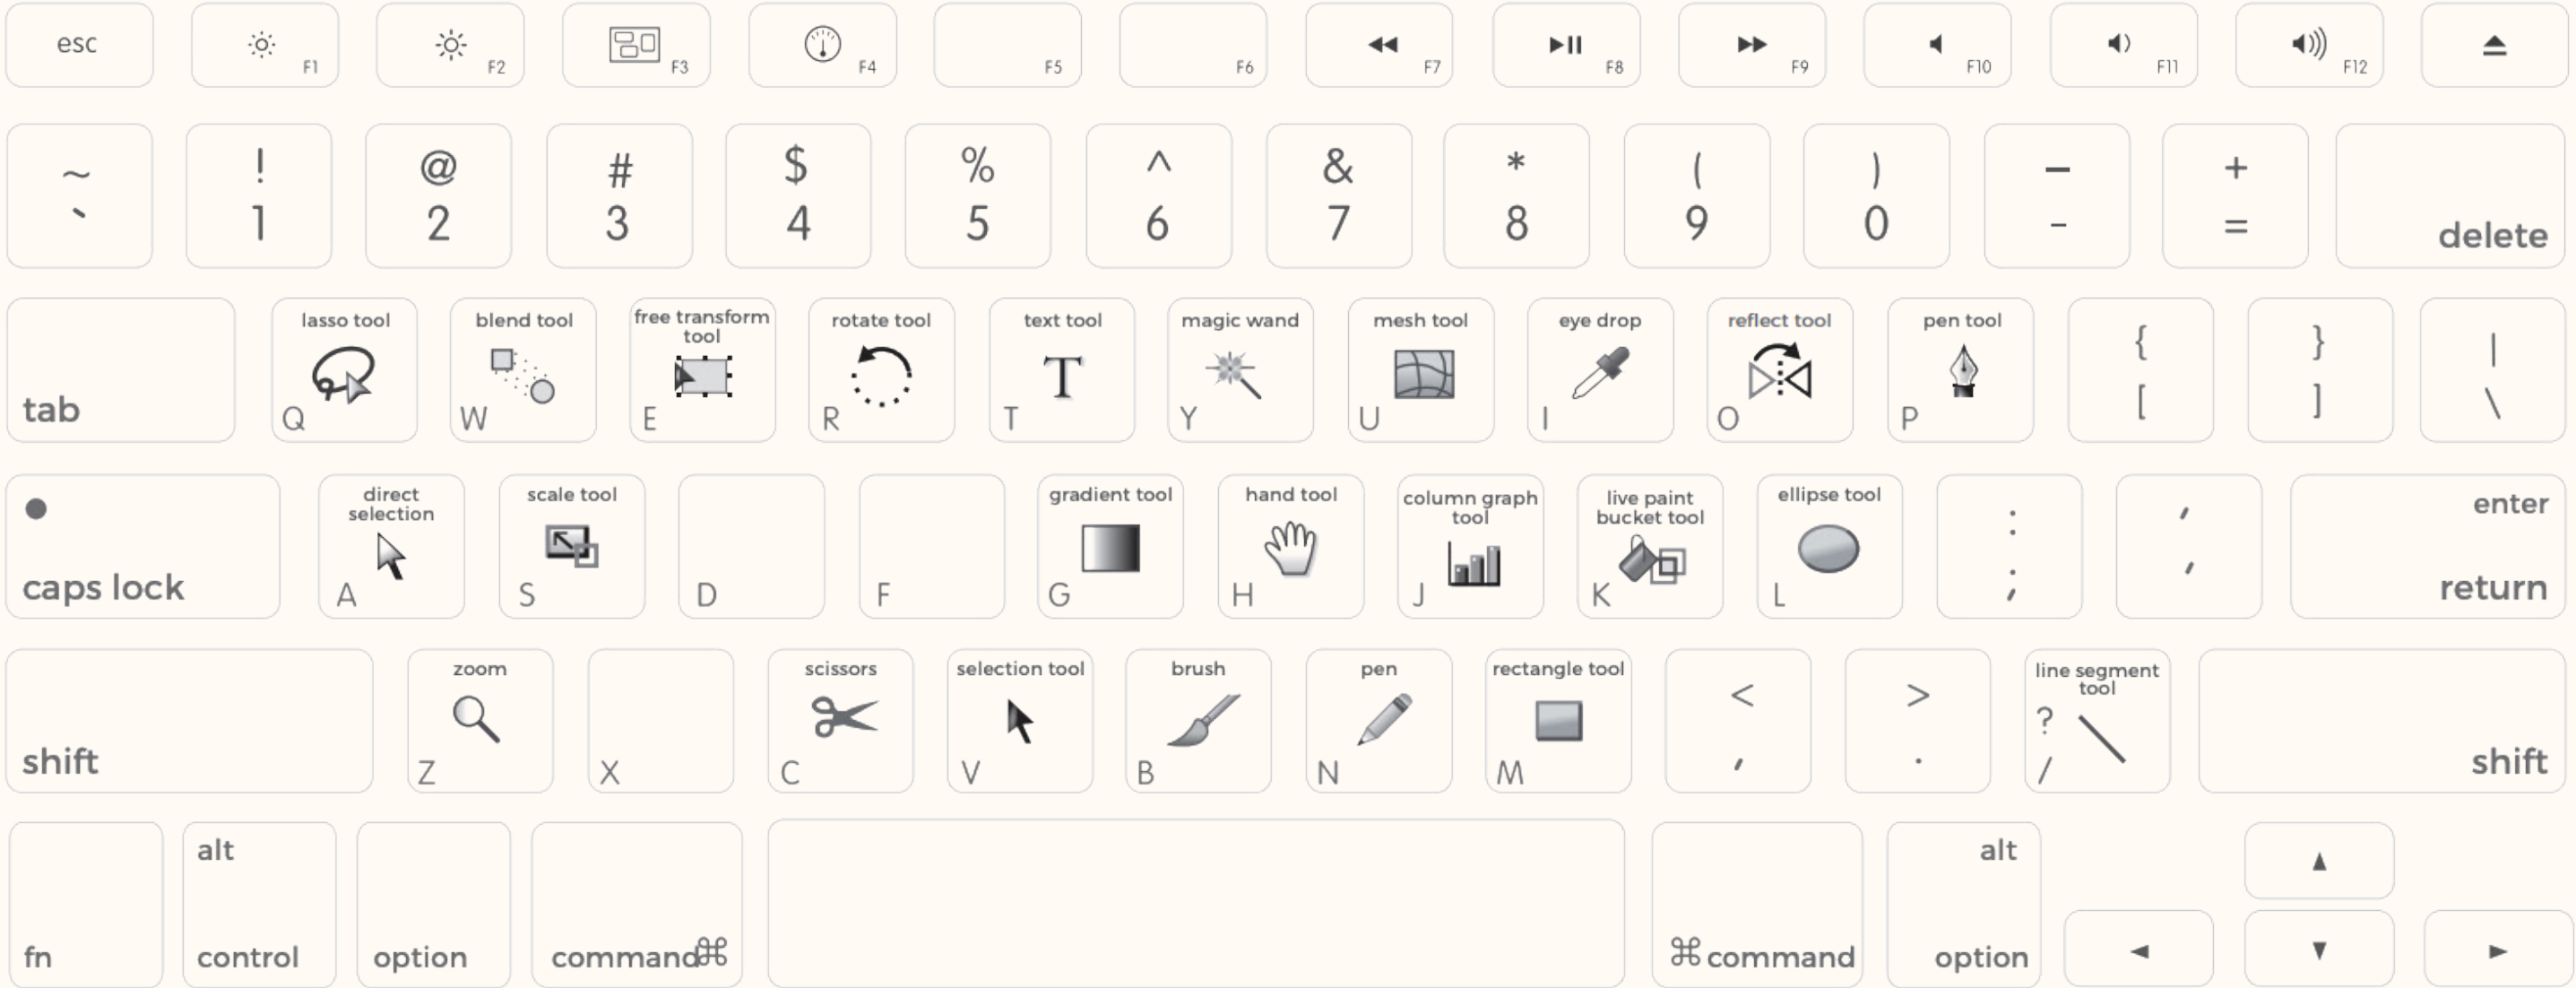 esc
F1
F2
F3
F4
F5
F6
F7
F8
F9
F10
F11
F12
~
`
!
1
@
2
#
3
$
4
%
5
^
6
&
7
*
8
(
9
)
0
–
-
+
=
delete
tab
lasso tool
Q
blend tool
W
free transform
tool
E
rotate tool
R
text tool
T
T
magic wand
Y
mesh tool
U
eye drop
I
reflect tool
O
pen tool
P
{
[
}
]
|
\
caps lock
direct
selection
A
scale tool
S
D
F
gradient tool
G
hand tool
H
column graph
tool
J
live paint
bucket tool
K
ellipse tool
L
:
;
′
′
enter
return
shift
zoom
Z
X
scissors
C
selection tool
V
brush
B
pen
N
rectangle tool
M
<
,
>
.
line segment
tool
?
/
shift
fn
alt
control
option
command⌘
⌘command
alt
option